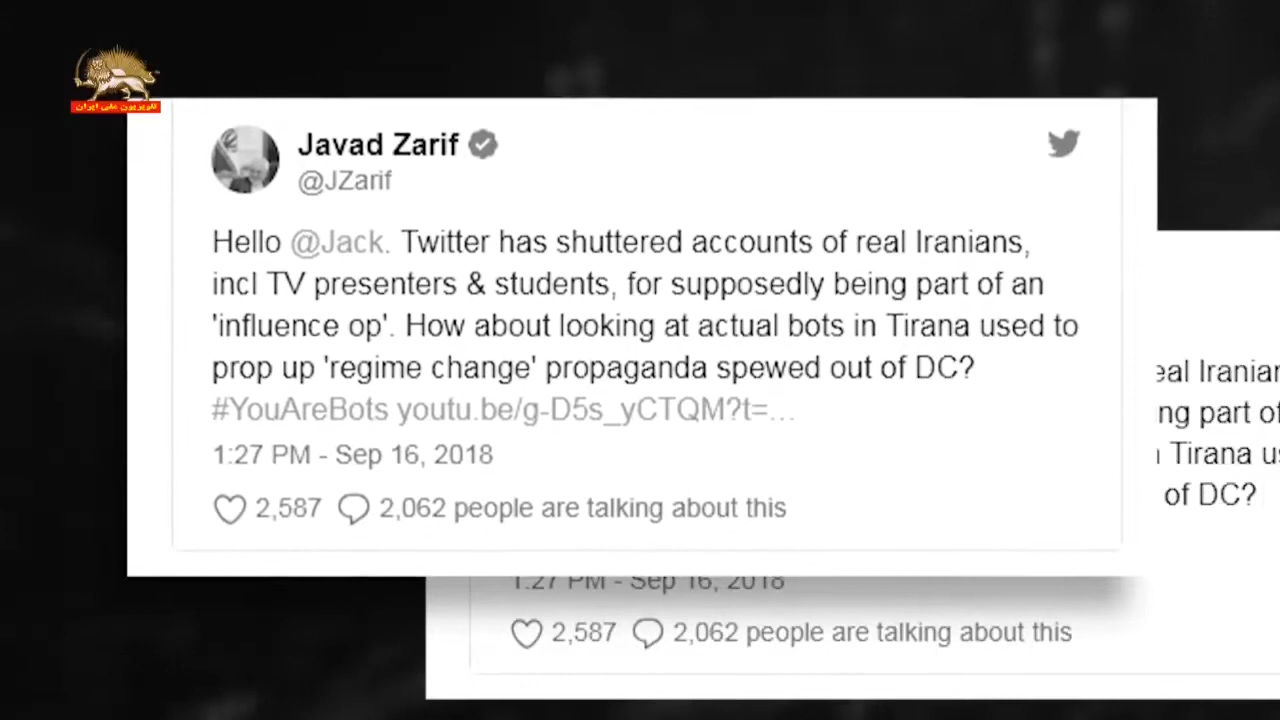 تلویزیون ملی ایران
Javad Zarif
@JZarif
Hello @Jack. Twitter has shuttered accounts of real Iranians,
incl TV presenters & students, for supposedly being part of an
'influence op'. How about looking at actual bots in Tirana used to
prop up 'regime change' propaganda spewed out of DC?
#YouAreBots youtu.be/g-D5s_yCTQM?t=...
1:27 PM - Sep 16, 2018
2,587 2,062 people are talking about this
eal Iranian
ng part of
Tirana us
of DC?
1:27 PM - Sep 16, 2018
2,587 2,062 people are talking about this